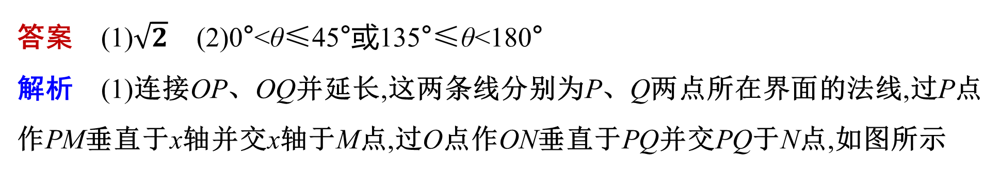 答案 (1)√2 (2)0°<θ≤45°或135°≤θ<180°
解析 (1)连接OP、OQ并延长,这两条线分别为P、Q两点所在界面的法线,过P点
作PM垂直于x轴并交x轴于M点,过O点作ON垂直于PQ并交PQ于N点,如图所示